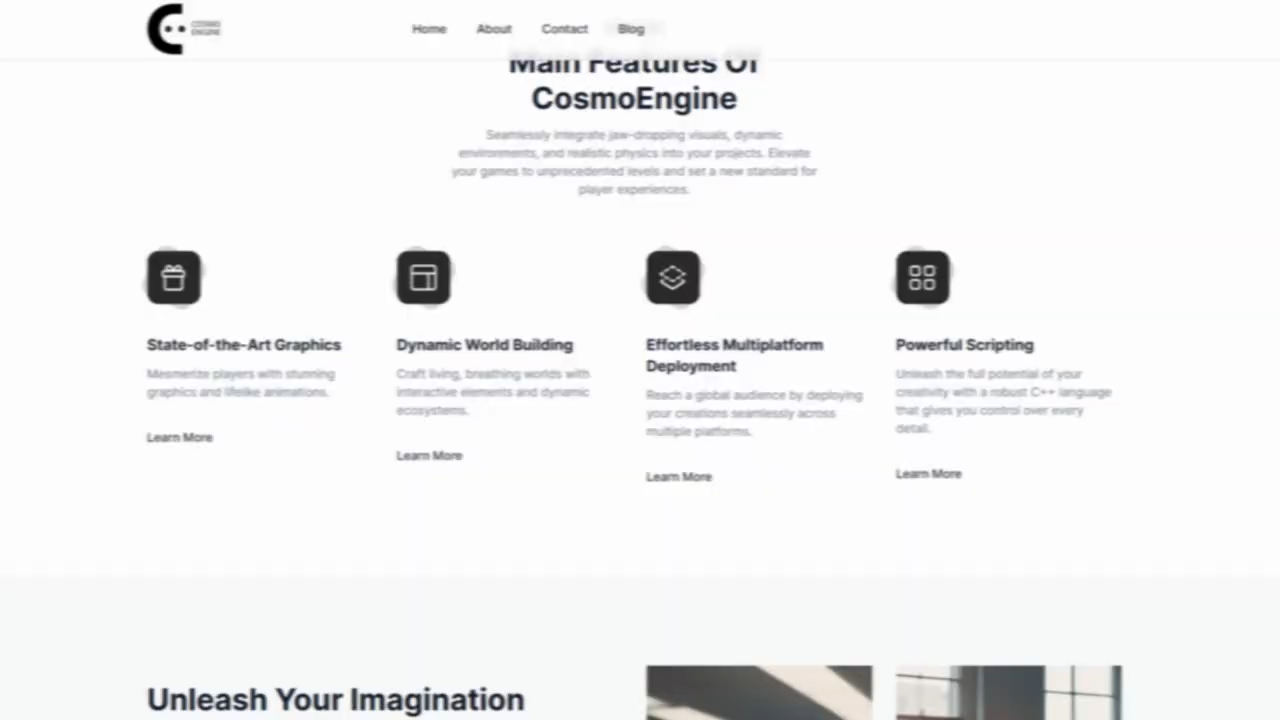 COSMO
ENGINE
Home
About
Contact
Blog
Main Features Of
CosmoEngine
Seamlessly integrate jaw-dropping visuals, dynamic
environments, and realistic physics into your projects. Elevate
your games to unprecedented levels and set a new standard for
player experiences.
State-of-the-Art Graphics
Mesmerize players with stunning
graphics and lifelike animations.
Learn More
Dynamic World Building
Craft living, breathing worlds with
interactive elements and dynamic
ecosystems.
Learn More
Effortless Multiplatform
Deployment
Reach a global audience by deploying
your creations seamlessly across
multiple platforms.
Learn More
Powerful Scripting
Unleash the full potential of your
creativity with a robust C++ language
that gives you control over every
detail.
Learn More
Unleash Your Imagination